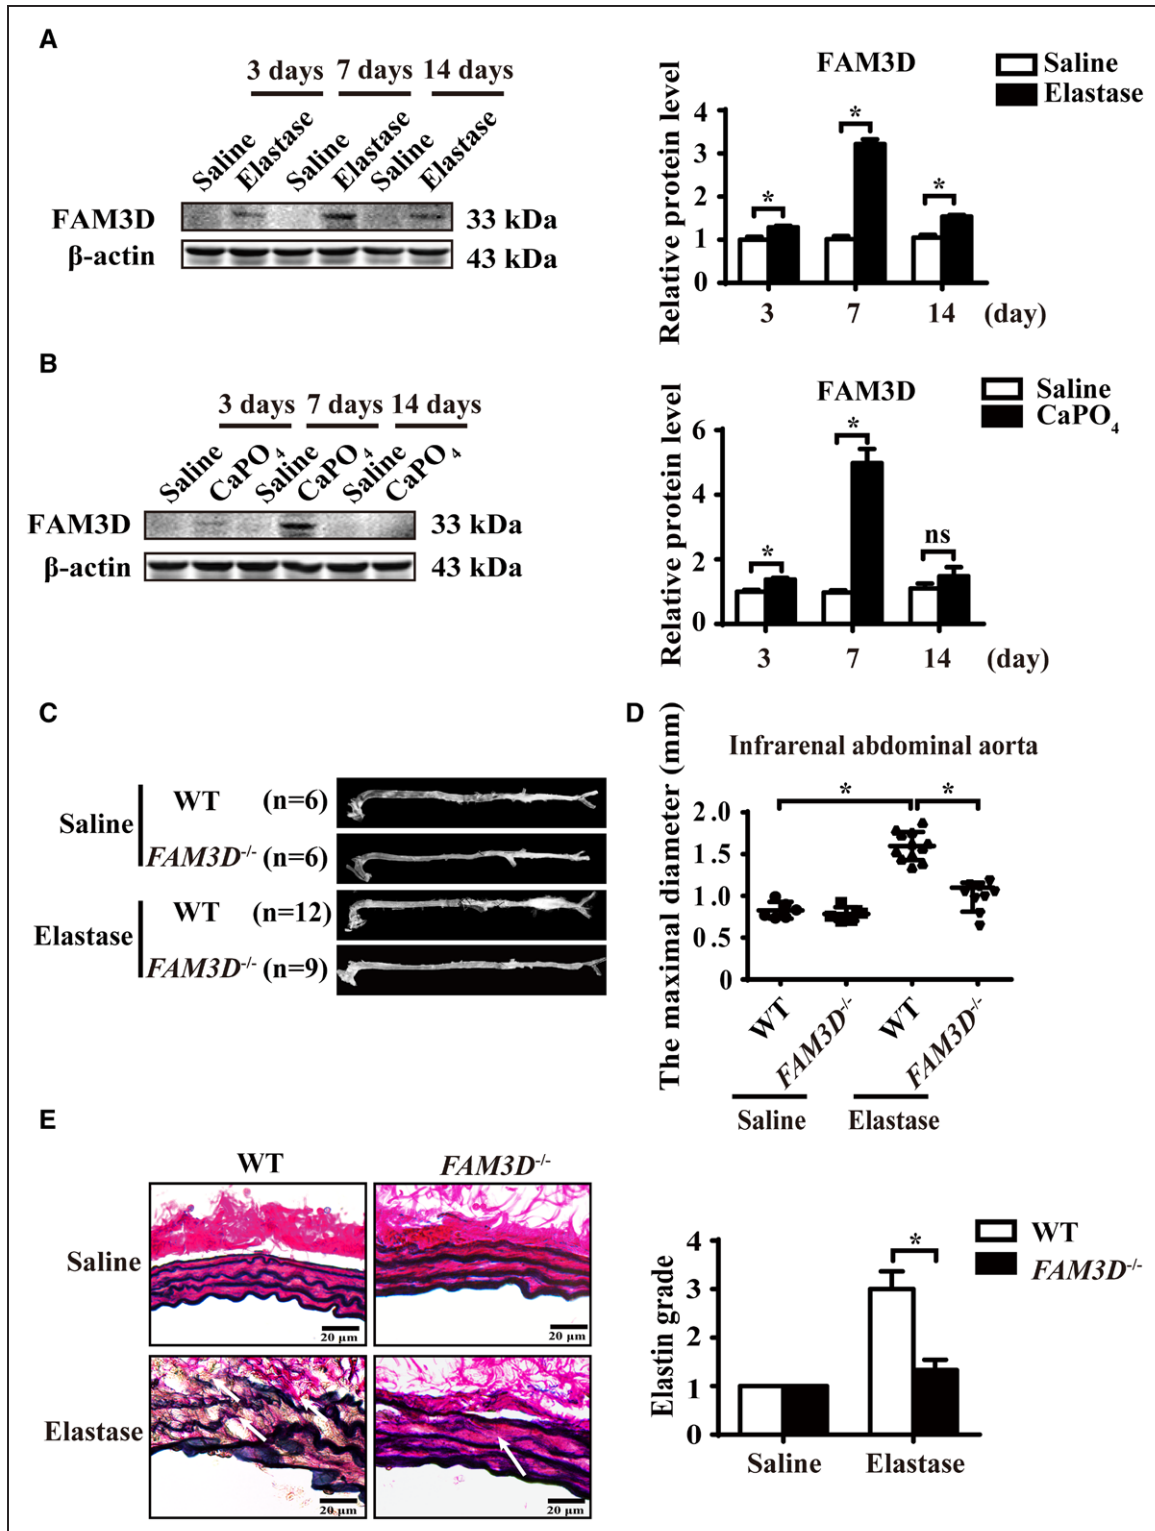 A
3 days 7 days 14 days
Saline Elastase Saline Elastase Saline Elastase
FAM3D 33 kDa
β-actin 43 kDa
FAM3D
Saline
Elastase
Relative protein level
4
3
2
1
0
* * *
3 7 14 (day)
B
3 days 7 days 14 days
Saline CaPO4 Saline CaPO4 Saline CaPO4
FAM3D 33 kDa
β-actin 43 kDa
FAM3D
Saline
CaPO4
Relative protein level
6
4
2
0
* * ns
3 7 14 (day)
C
Saline
WT (n=6)
FAM3D-/- (n=6)
Elastase
WT (n=12)
FAM3D-/- (n=9)
D
Infrarenal abdominal aorta
The maximal diameter (mm)
2.0
1.5
1.0
0.5
0
* *
WT FAM3D-/- WT FAM3D-/-
Saline Elastase
E
WT FAM3D-/-
Saline
20 µm 20 µm
Elastase
20 µm 20 µm
WT
FAM3D-/-
Elastin grade
4
3
2
1
0
*
Saline Elastase